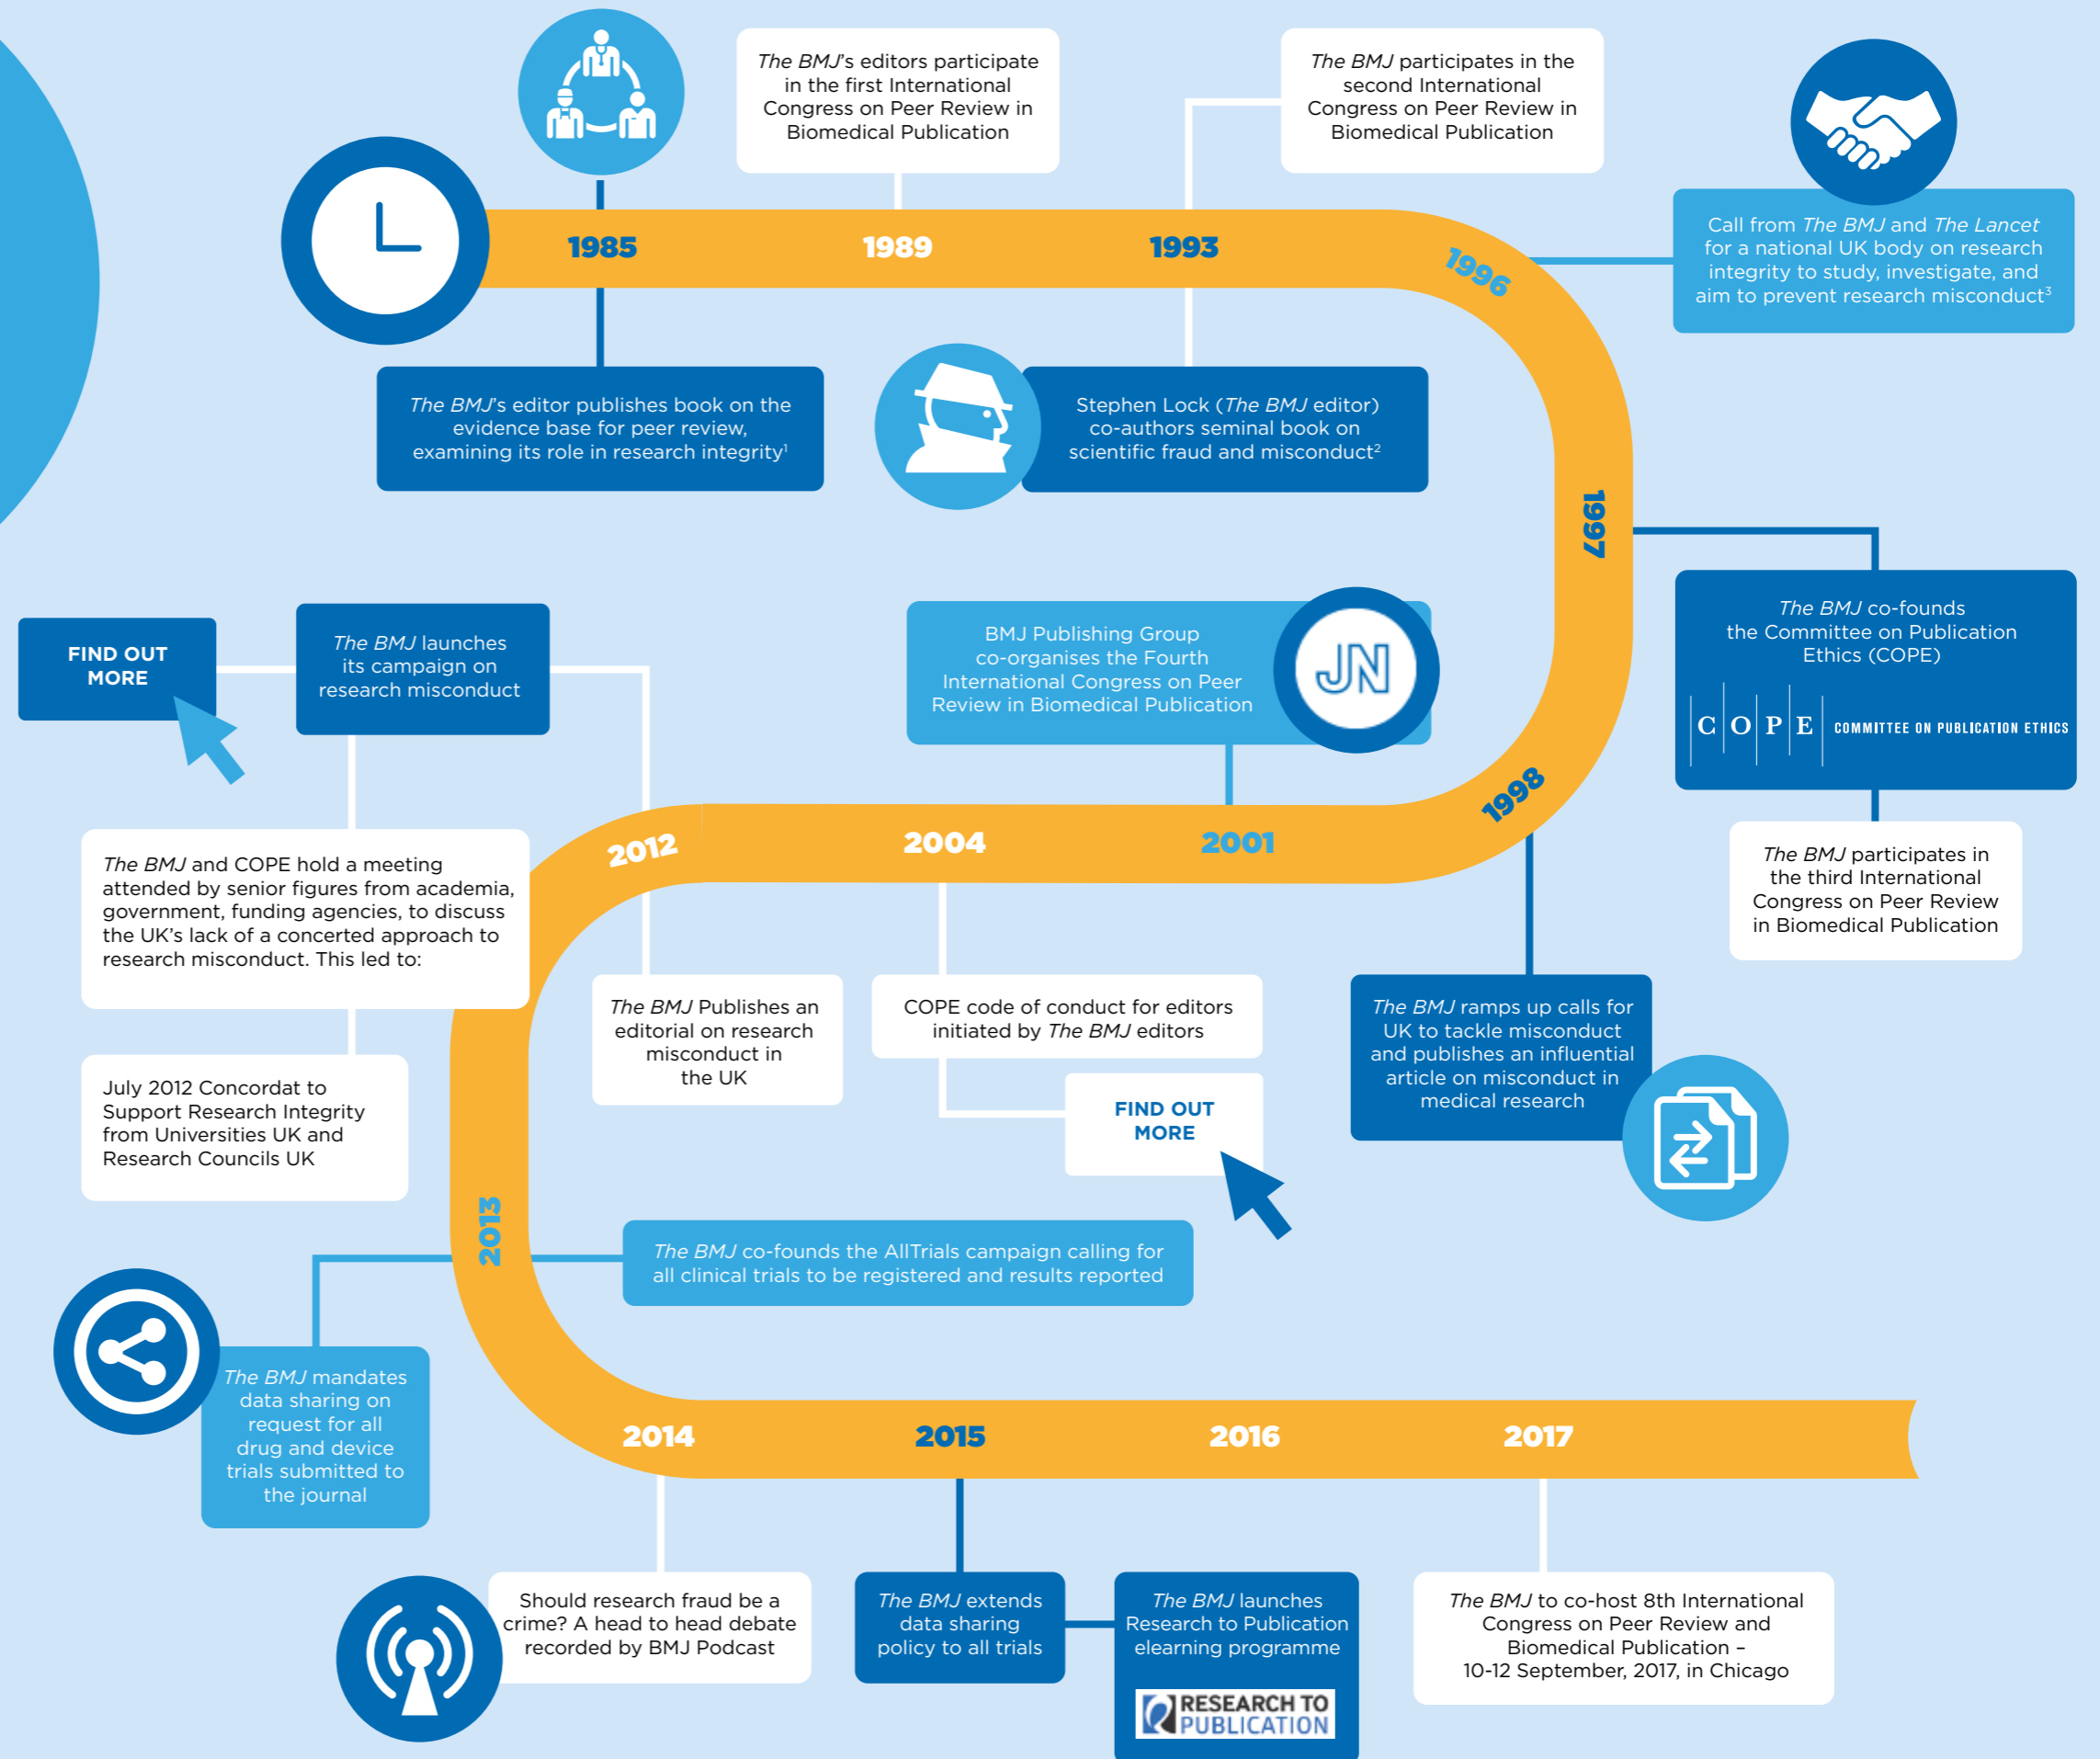 1985
The BMJ's editor publishes book on the
evidence base for peer review,
examining its role in research integrity1
1989
The BMJ's editors participate
in the first International
Congress on Peer Review in
Biomedical Publication
1993
The BMJ participates in the
second International
Congress on Peer Review in
Biomedical Publication
Stephen Lock (The BMJ editor)
co-authors seminal book on
scientific fraud and misconduct2
1996
Call from The BMJ and The Lancet
for a national UK body on research
integrity to study, investigate, and
aim to prevent research misconduct3
1997
The BMJ co-founds
the Committee on Publication
Ethics (COPE)
COPE COMMITTEE ON PUBLICATION ETHICS
The BMJ participates in
the third International
Congress on Peer Review
in Biomedical Publication
1998
The BMJ ramps up calls for
UK to tackle misconduct
and publishes an influential
article on misconduct in
medical research
2001
BMJ Publishing Group
co-organises the Fourth
International Congress on Peer
Review in Biomedical Publication
JN
2004
COPE code of conduct for editors
initiated by The BMJ editors
FIND OUT
MORE
2012
The BMJ Publishes an
editorial on research
misconduct in
the UK
The BMJ launches
its campaign on
research misconduct
FIND OUT
MORE
The BMJ and COPE hold a meeting
attended by senior figures from academia,
government, funding agencies, to discuss
the UK's lack of a concerted approach to
research misconduct. This led to:
July 2012 Concordat to
Support Research Integrity
from Universities UK and
Research Councils UK
2013
The BMJ co-founds the AllTrials campaign calling for
all clinical trials to be registered and results reported
The BMJ mandates
data sharing on
request for all
drug and device
trials submitted to
the journal
2014
Should research fraud be a
crime? A head to head debate
recorded by BMJ Podcast
2015
The BMJ extends
data sharing
policy to all trials
The BMJ launches
Research to Publication
elearning programme
RESEARCH TO
PUBLICATION
2016
2017
The BMJ to co-host 8th International
Congress on Peer Review and
Biomedical Publication –
10-12 September, 2017, in Chicago